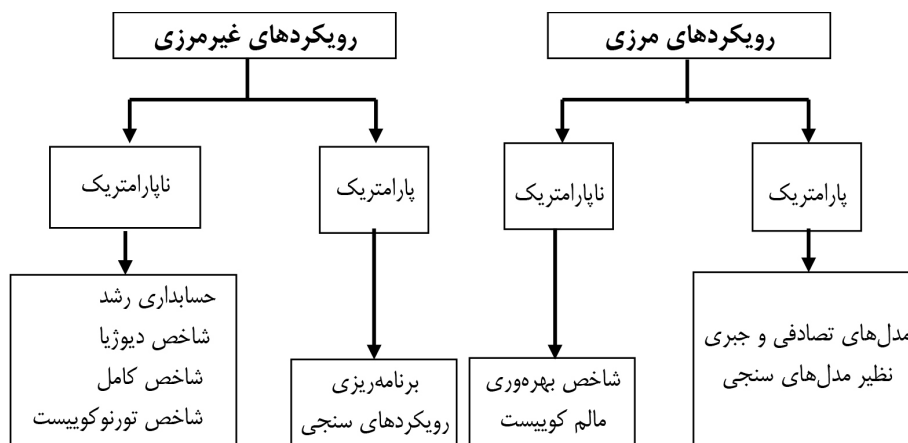 رویکردهای مرزی
رویکردهای غیرمرزی
پارامتریک
ناپارامتریک
پارامتریک
ناپارامتریک
مدل‌های تصادفی و جبری
نظیر مدل‌های سنجی
شاخص بهره‌وری
مالم کوییست
برنامه‌ریزی
رویکردهای سنجی
حسابداری رشد
شاخص دیوژیا
شاخص کامل
شاخص تورنوکوییست